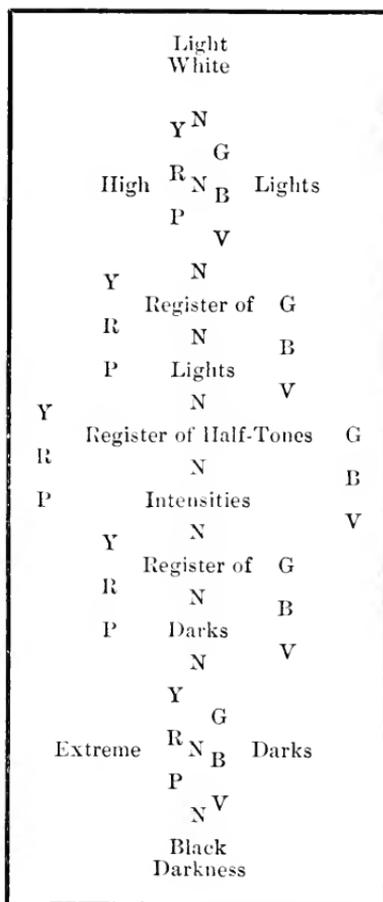 Light
White
N
Y
G
High R N B Lights
P
V
N
Y
Register of G
R N B
P Lights
V
N
Y
Register of Half-Tones G
R N B
P Intensities
V
N
Y
Register of G
R N B
P Darks
V
N
Y
G
Extreme R N B Darks
P
N V
Black
Darkness